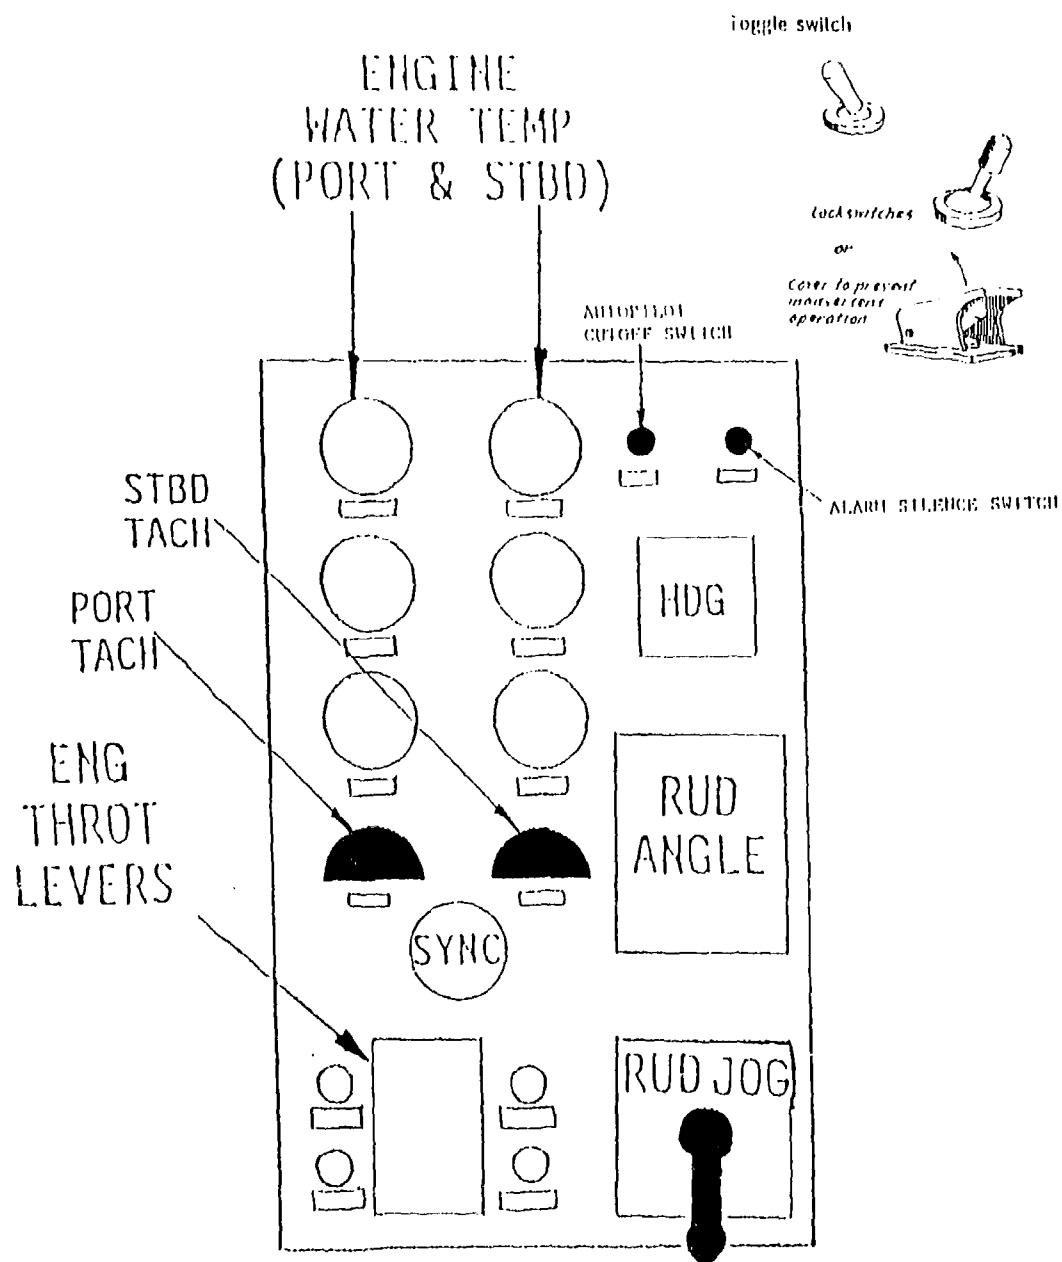 Toggle switch
ENGINE
WATER TEMP
(PORT & STBD)
Lockswitches
or
Cover to prevent
inadvertent
operation
AUTOPILOT
CUTOFF SWITCH
STBD
TACH
ALARM SILENCE SWITCH
HDG
PORT
TACH
ENG
THROT
LEVERS
RUD
ANGLE
SYNC
RUD JOG